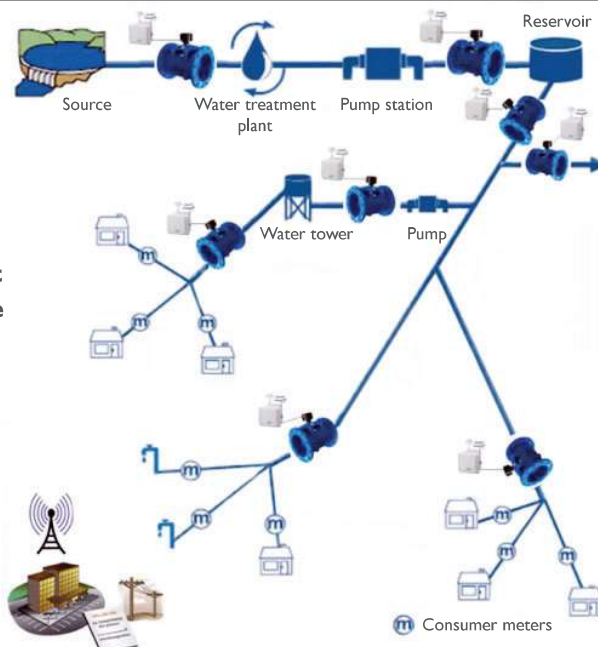 Reservoir
Source
Water treatment
plant
Pump station
Water tower
Pump
e
m
m
m
m
m
m
m
m
m
m Consumer meters